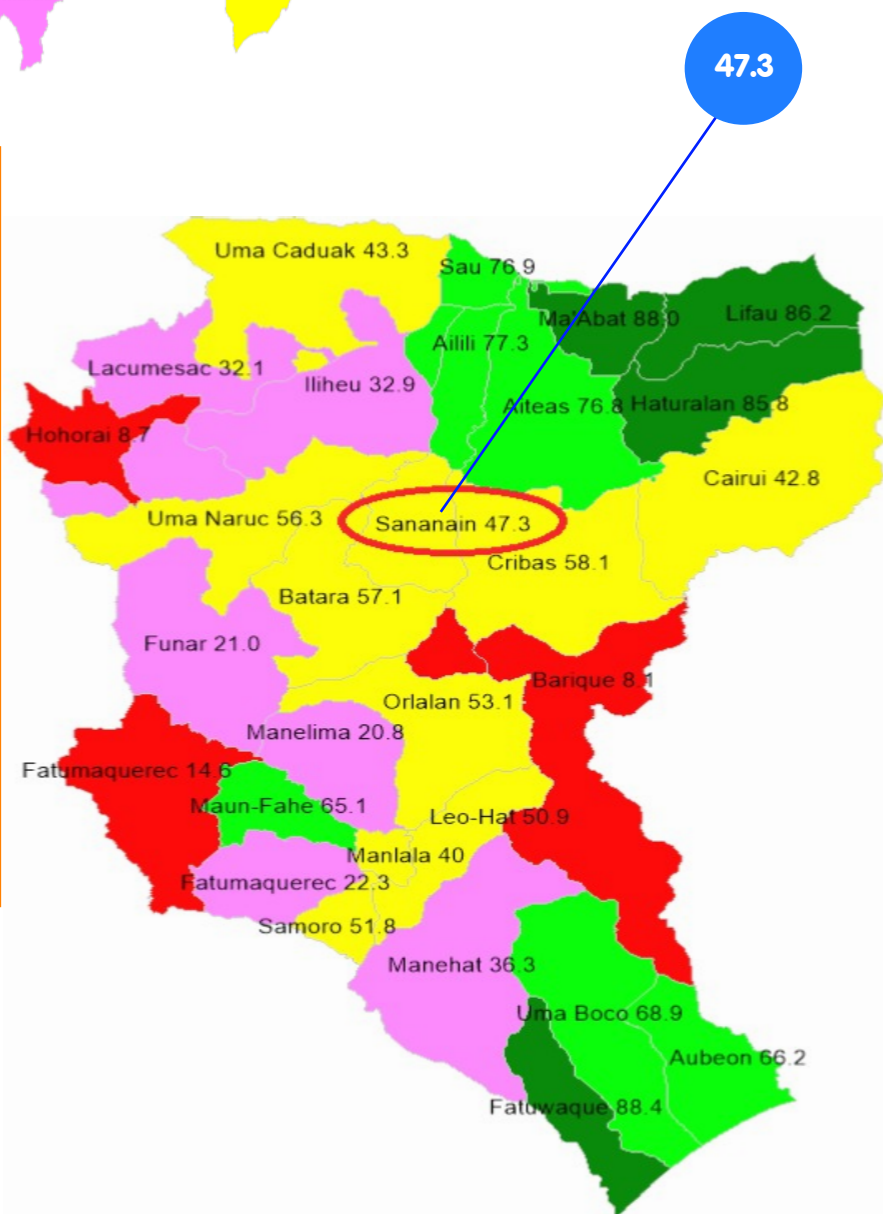 47.3
Uma Caduak 43.3
Sau 76.9
Ma'Abat 88.0
Lifau 86.2
Ailili 77.3
Lacumesac 32.1
Iliheu 32.9
Aiteas 76.8
Haturalan 85.8
Hohorai 8.7
Cairui 42.8
Uma Naruc 56.3
Sananain 47.3
Cribas 58.1
Batara 57.1
Funar 21.0
Barique 8.1
Orlalan 53.1
Manelima 20.8
Fatumaquerec 14.6
Maun-Fahe 65.1
Leo-Hat 50.9
Manlala 40
Fatumaquerec 22.3
Samoro 51.8
Manehat 36.3
Uma Boco 68.9
Aubeon 66.2
Fatuwaque 88.4